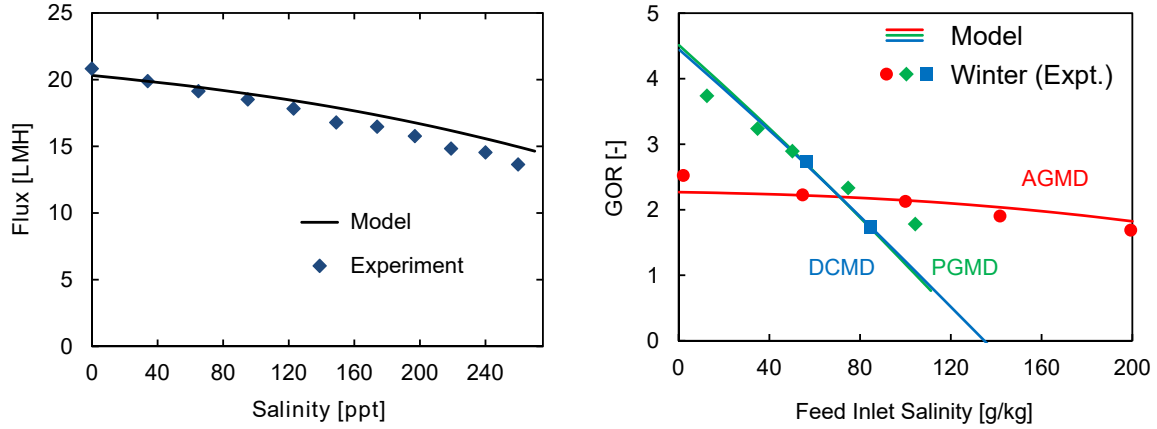 25
20
15
10
5
0
0 40 80 120 160 200 240
Flux [LMH]
Salinity [ppt]
Model
Experiment
5
4
3
2
1
0
0 40 80 120 160 200
GOR [-]
Feed Inlet Salinity [g/kg]
Model
Winter (Expt.)
AGMD
DCMD
PGMD